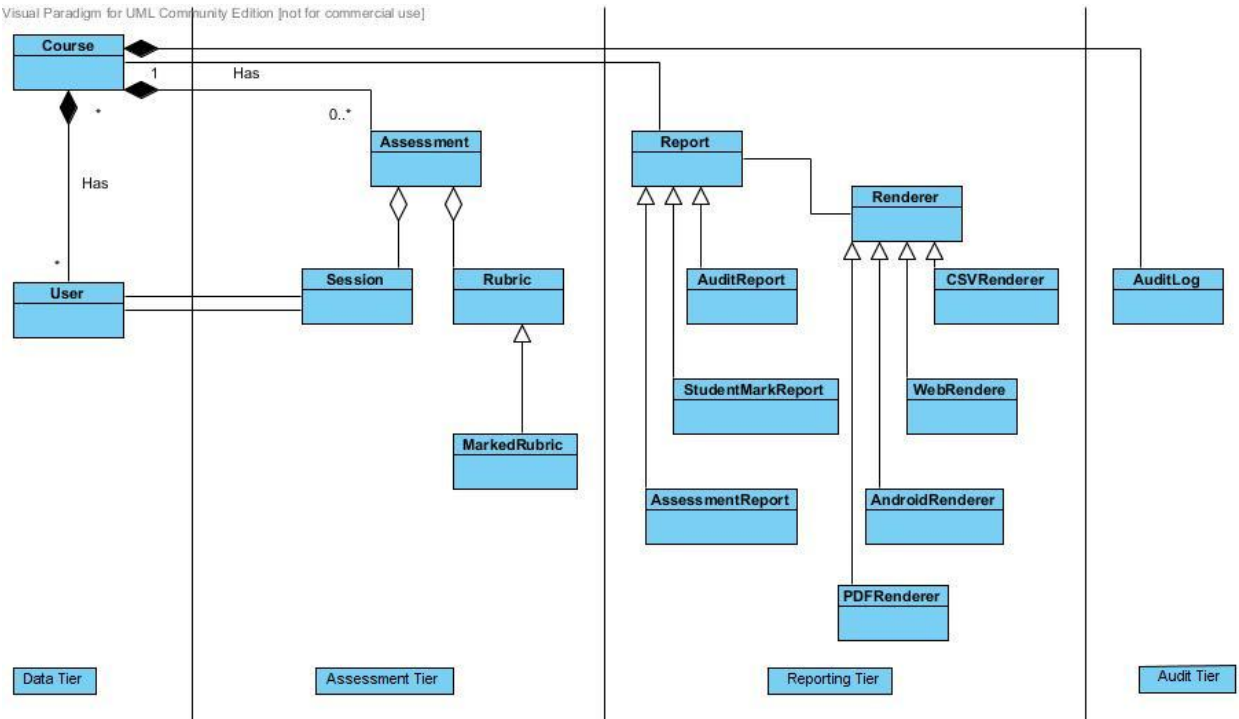 Visual Paradigm for UML Community Edition [not for commercial use]
Course
1
Has
*
0..*
Assessment
Report
Has
Renderer
*
User
Session
Rubric
AuditReport
CSVRenderer
AuditLog
StudentMarkReport
WebRendere
MarkedRubric
AssessmentReport
AndroidRenderer
PDFRenderer
Data Tier
Assessment Tier
Reporting Tier
Audit Tier